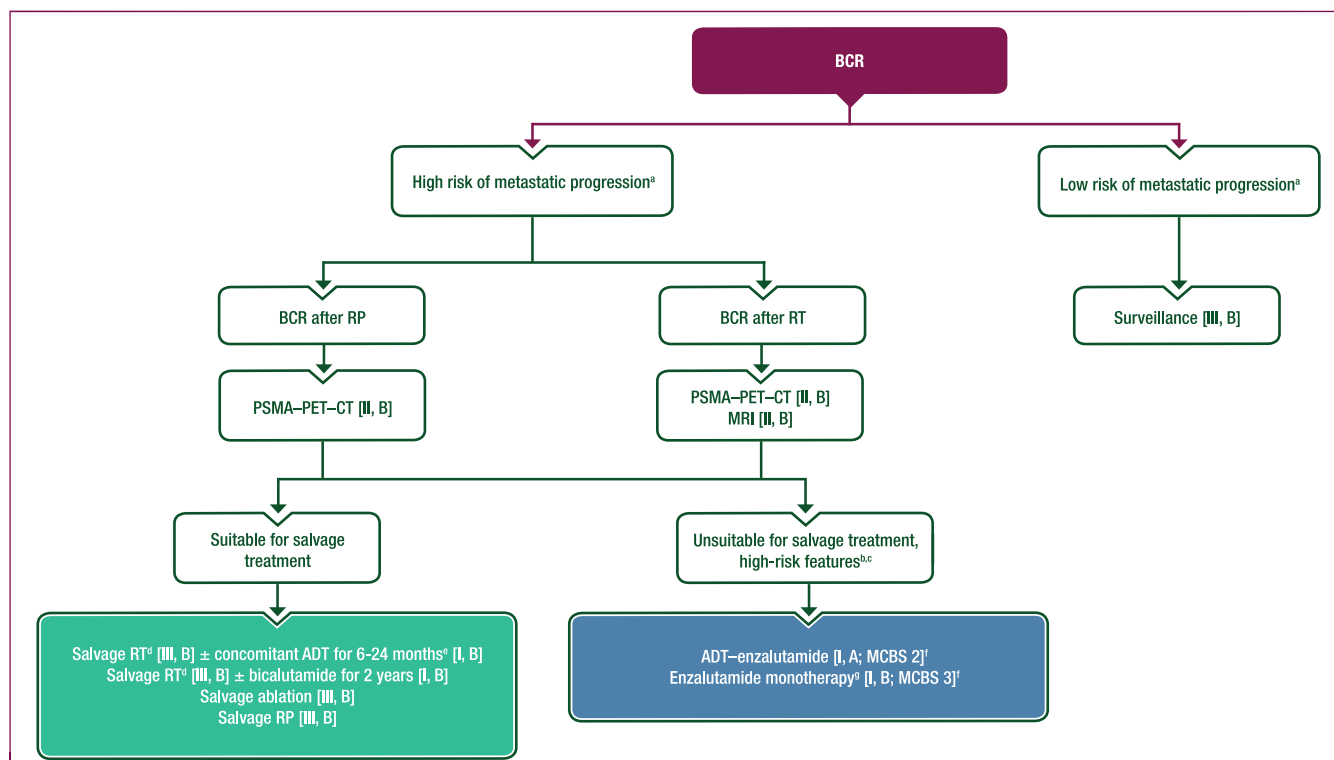 BCR
High risk of metastatic progressionᵃ
Low risk of metastatic progressionᵃ
BCR after RP
BCR after RT
Surveillance [III, B]
PSMA–PET–CT [II, B]
PSMA–PET–CT [II, B]
MRI [II, B]
Suitable for salvage
treatment
Unsuitable for salvage treatment,
high-risk featuresᵇ,ᶜ
Salvage RTᵈ [III, B] ± concomitant ADT for 6-24 monthsᵉ [I, B]
Salvage RTᵈ [III, B] ± bicalutamide for 2 years [I, B]
Salvage ablation [III, B]
Salvage RP [III, B]
ADT–enzalutamide [I, A; MCBS 2]ᶠ
Enzalutamide monotherapyᵍ [I, B; MCBS 3]ᶠ